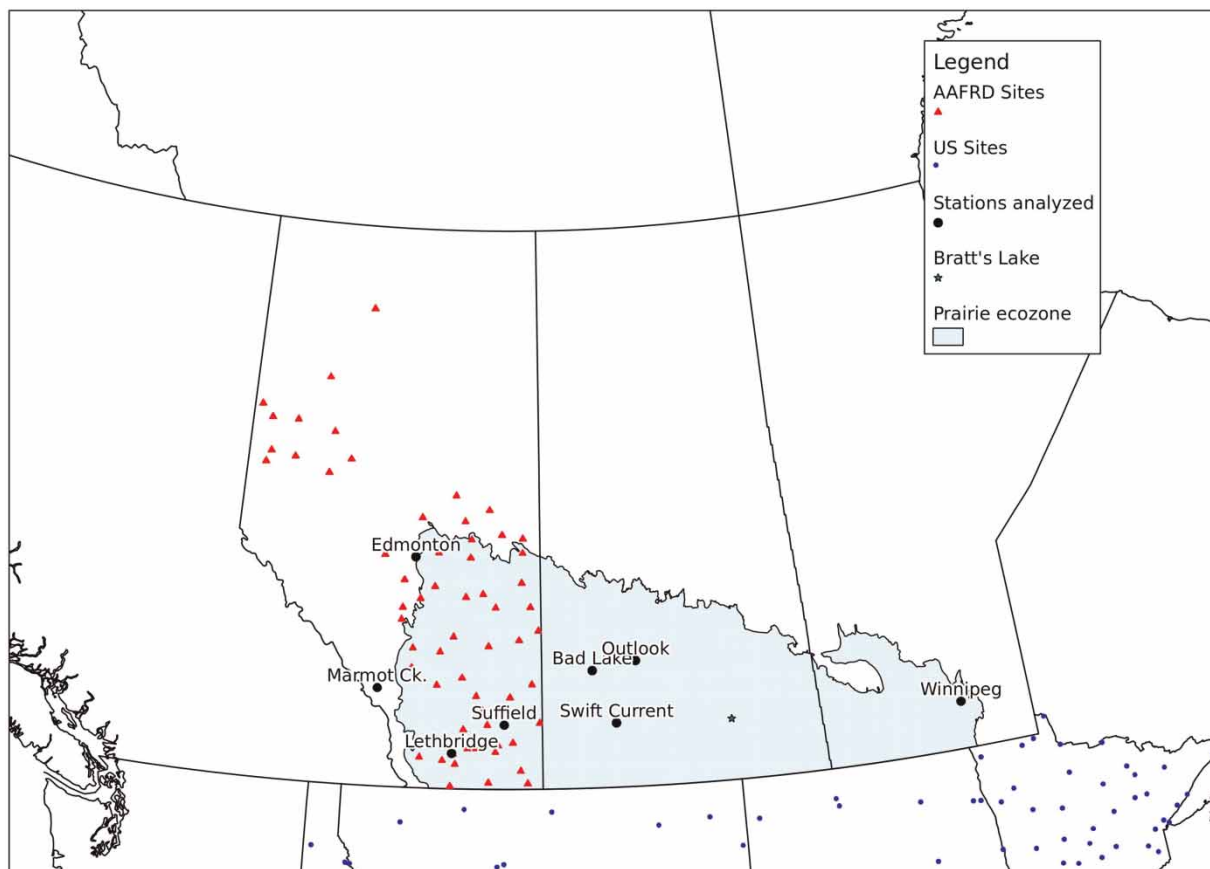 Legend
AAFRD Sites
US Sites
Stations analyzed
Bratt's Lake
Prairie ecozone
Edmonton
Outlook
Bad Lake
Marmot Ck.
Winnipeg
Suffield
Swift Current
Lethbridge